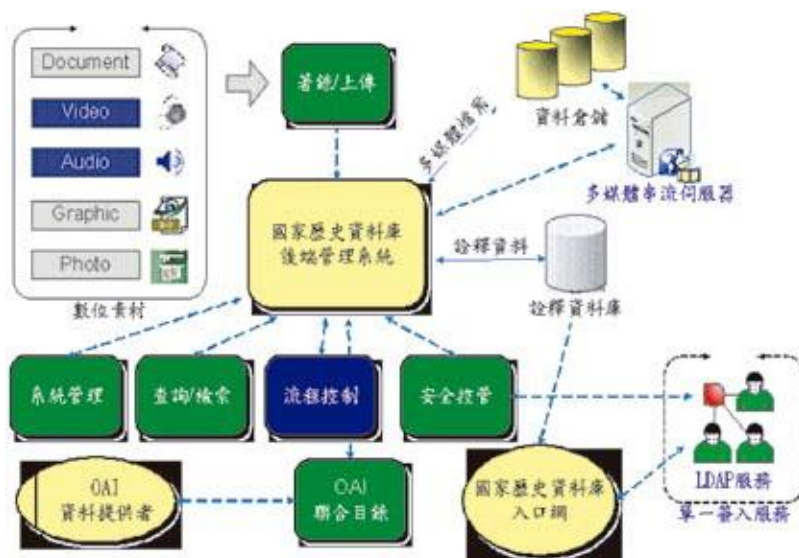 Document
Video
Audio
Graphic
Photo
數位素材
著錄/上傳
多媒體檔案
資料倉儲
多媒體串流伺服器
國家歷史資料庫
後端管理系統
詮釋資料
詮釋資料庫
系統管理
查詢/檢索
流程控制
安全控管
OAI
資料提供者
OAI
聯合目錄
國家歷史資料庫
入口網
LDAP服務
單一簽入服務